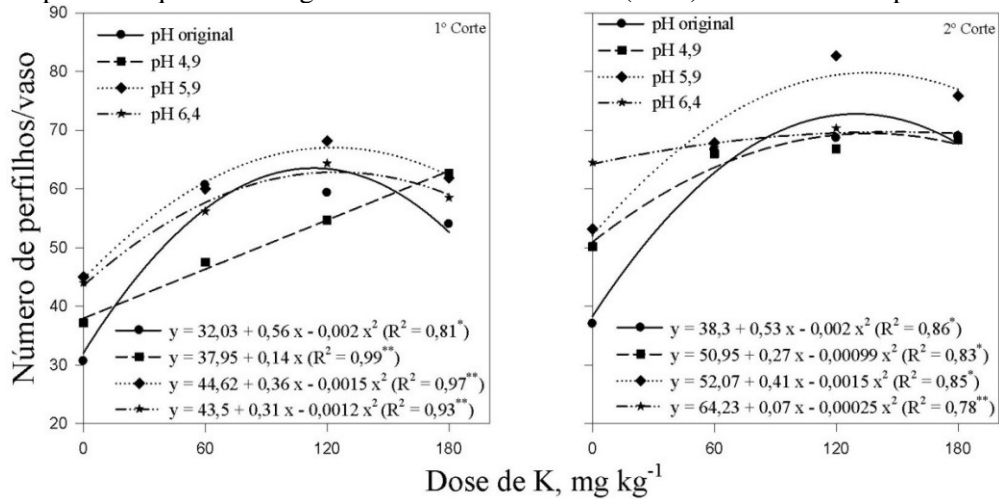 1º Corte
pH original
pH 4,9
pH 5,9
pH 6,4
y = 32,03 + 0,56 x - 0,002 x² (R² = 0,81*)
y = 37,95 + 0,14 x (R² = 0,99**)
y = 44,62 + 0,36 x - 0,0015 x² (R² = 0,97**)
y = 43,5 + 0,31 x - 0,0012 x² (R² = 0,93**)
90
80
70
60
50
40
30
20
Número de perfilhos/vaso
0 60 120 180
2º Corte
pH original
pH 4,9
pH 5,9
pH 6,4
y = 38,3 + 0,53 x - 0,002 x² (R² = 0,86*)
y = 50,95 + 0,27 x - 0,00099 x² (R² = 0,83*)
y = 52,07 + 0,41 x - 0,0015 x² (R² = 0,85*)
y = 64,23 + 0,07 x - 0,00025 x² (R² = 0,78**)
0 60 120 180
Dose de K, mg kg⁻¹